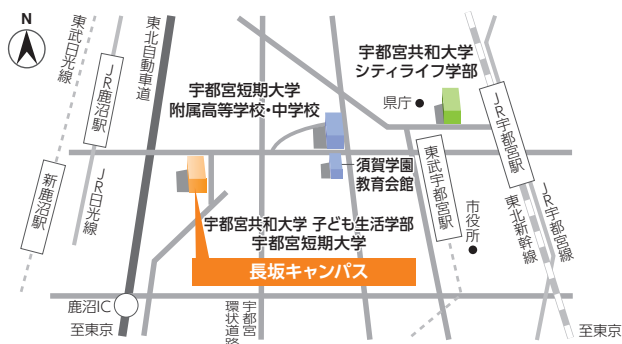 N
東武日光線
東北自動車道
JR鹿沼駅
新鹿沼駅
JR日光線
宇都宮短期大学
附属高等学校・中学校
宇都宮共和大学
シティライフ学部
県庁
JR宇都宮駅
須賀学園
教育会館
東武宇都宮駅
市役所
東北新幹線
JR宇都宮線
宇都宮共和大学 子ども生活学部
宇都宮短期大学
長坂キャンパス
鹿沼IC
至東京
宇都宮
環状道路
至東京